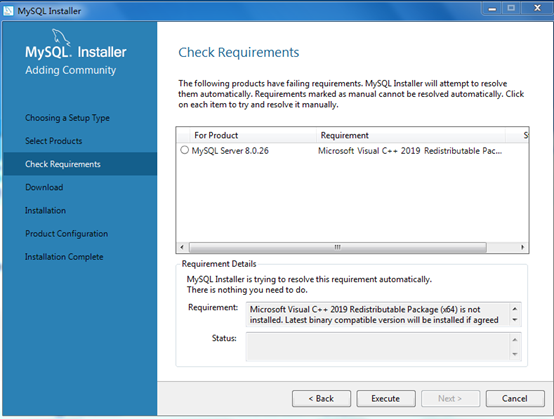 MySQL Installer
MySQL. Installer
Adding Community
Choosing a Setup Type
Select Products
Check Requirements
Download
Installation
Product Configuration
Installation Complete
Check Requirements
The following products have failing requirements. MySQL Installer will attempt to resolve
them automatically. Requirements marked as manual cannot be resolved automatically. Click
on each item to try and resolve it manually.
For Product Requirement S
MySQL Server 8.0.26 Microsoft Visual C++ 2019 Redistributable Pac...
Requirement Details
MySQL Installer is trying to resolve this requirement automatically.
There is nothing you need to do.
Requirement: Microsoft Visual C++ 2019 Redistributable Package (x64) is not
installed. Latest binary compatible version will be installed if agreed
Status:
< Back Execute Next > Cancel